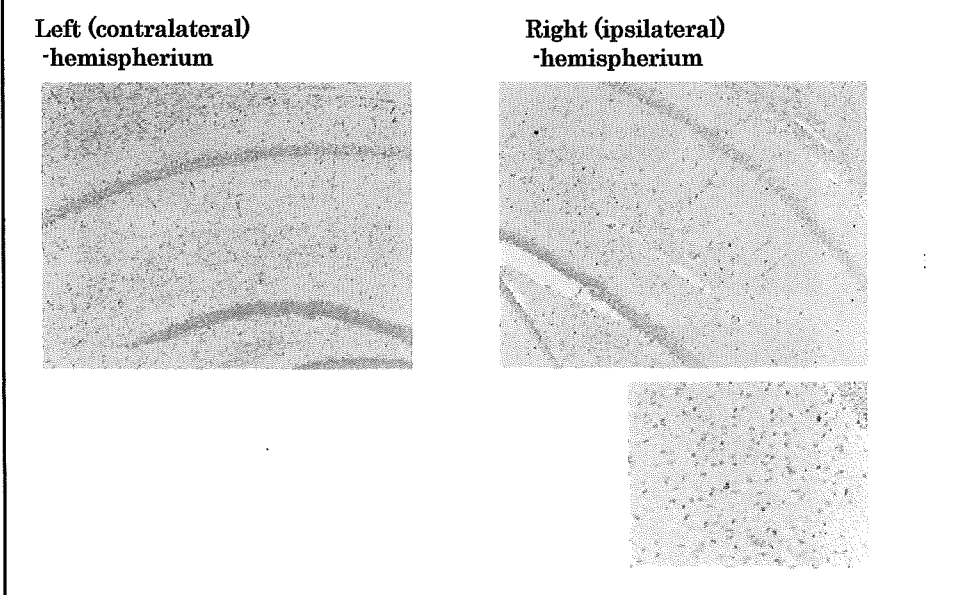 Left (contralateral)
-hemispherium
Right (ipsilateral)
-hemispherium